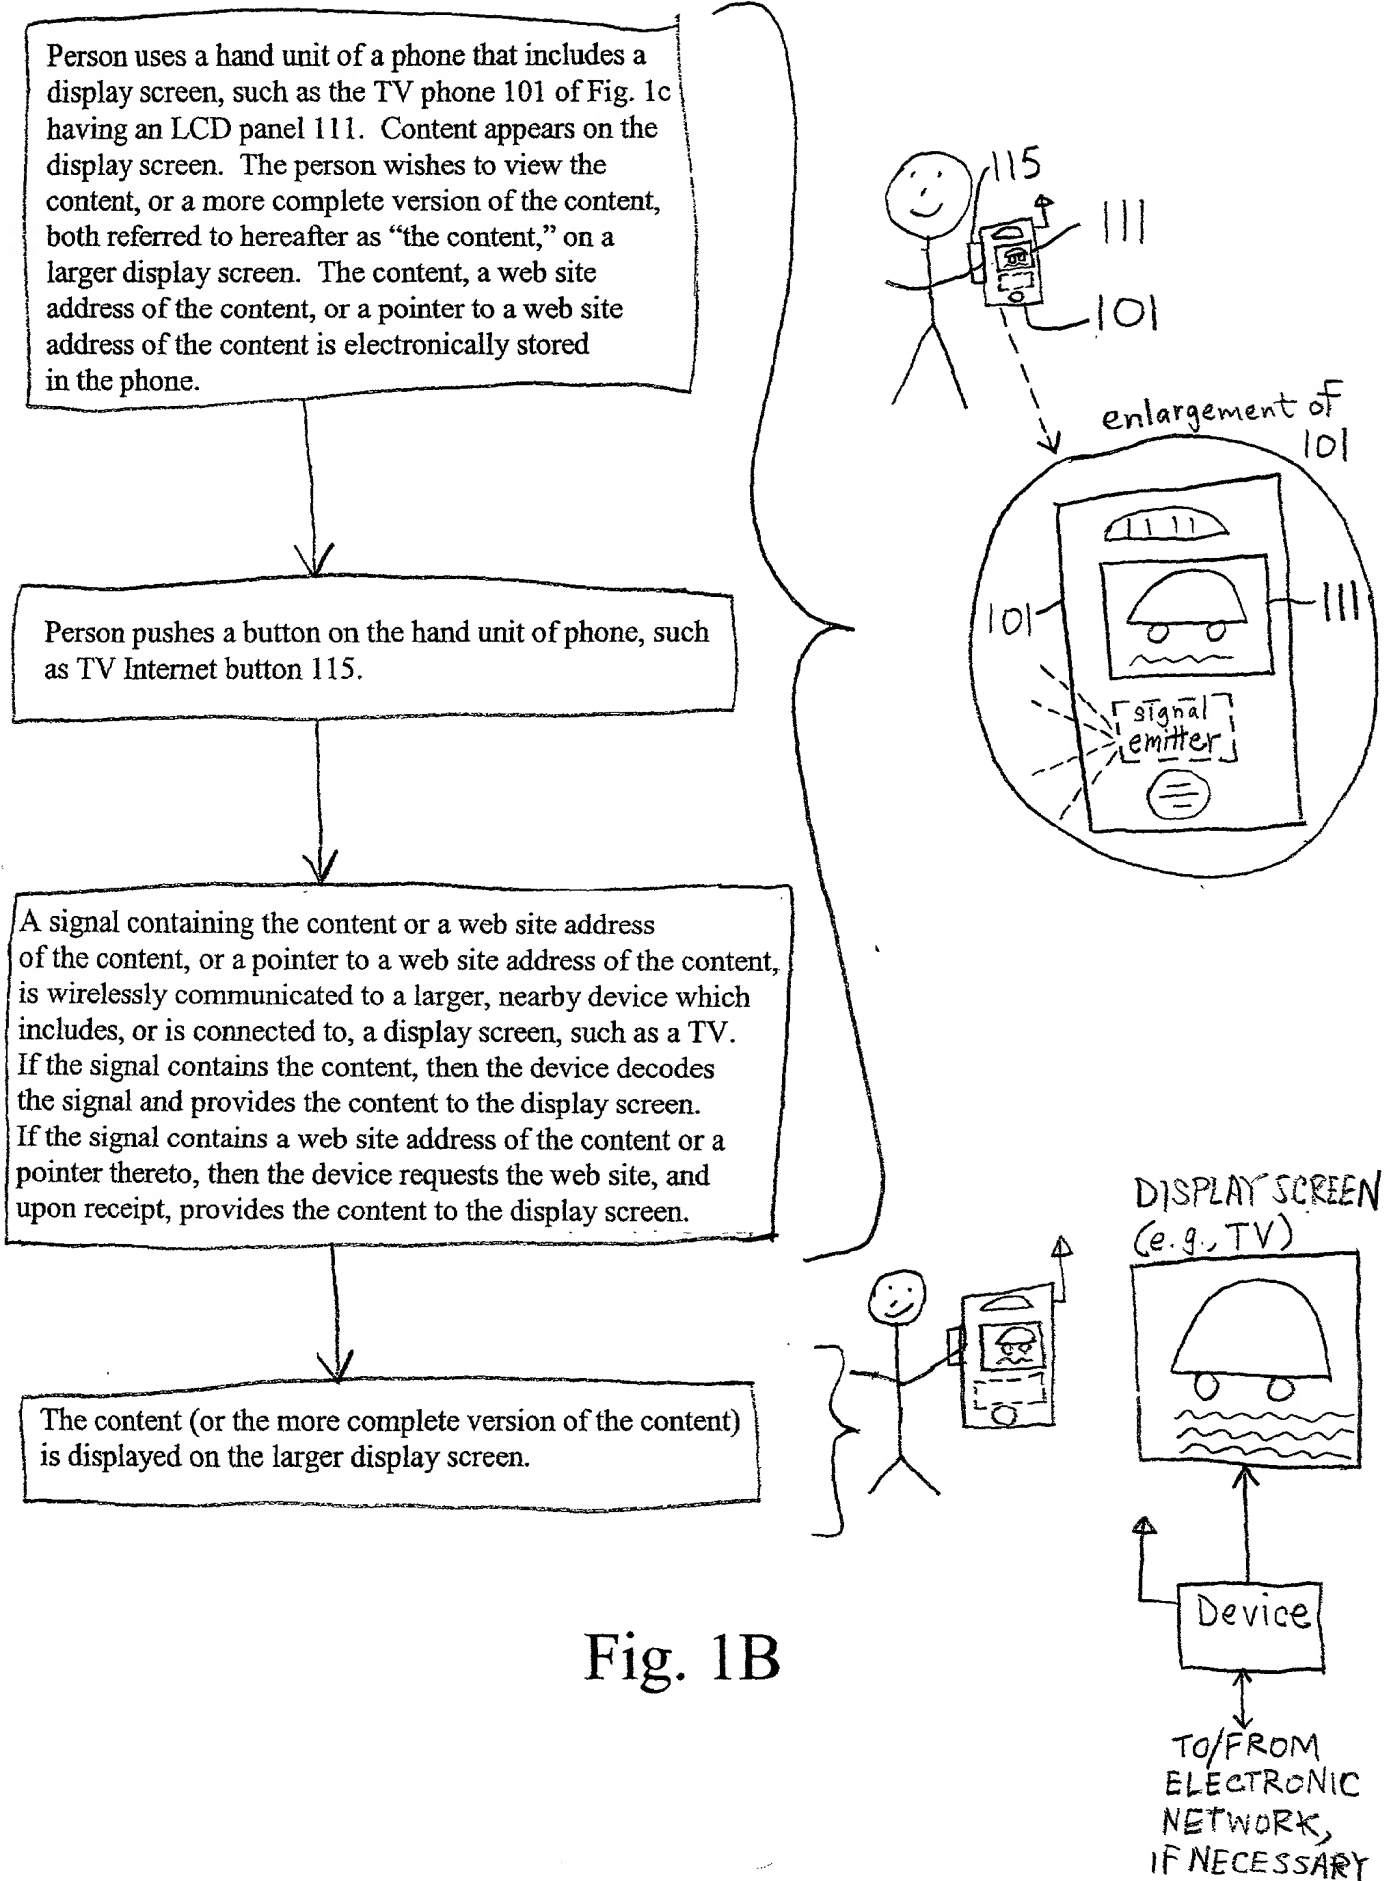 Person uses a hand unit of a phone that includes a
display screen, such as the TV phone 101 of Fig. 1c
having an LCD panel 111.  Content appears on the
display screen.  The person wishes to view the
content, or a more complete version of the content,
both referred to hereafter as “the content,” on a
larger display screen.  The content, a web site
address of the content, or a pointer to a web site
address of the content is electronically stored
in the phone.
115
111
101
enlargement of
101
Person pushes a button on the hand unit of phone, such
as TV Internet button 115.
101
111
signal
emitter
A signal containing the content or a web site address
of the content, or a pointer to a web site address of the content,
is wirelessly communicated to a larger, nearby device which
includes, or is connected to, a display screen, such as a TV.
If the signal contains the content, then the device decodes
the signal and provides the content to the display screen.
If the signal contains a web site address of the content or a
pointer thereto, then the device requests the web site, and
upon receipt, provides the content to the display screen.
DISPLAY SCREEN
(e.g., TV)
The content (or the more complete version of the content)
is displayed on the larger display screen.
Device
Fig. 1B
TO/FROM
ELECTRONIC
NETWORK,
IF NECESSARY